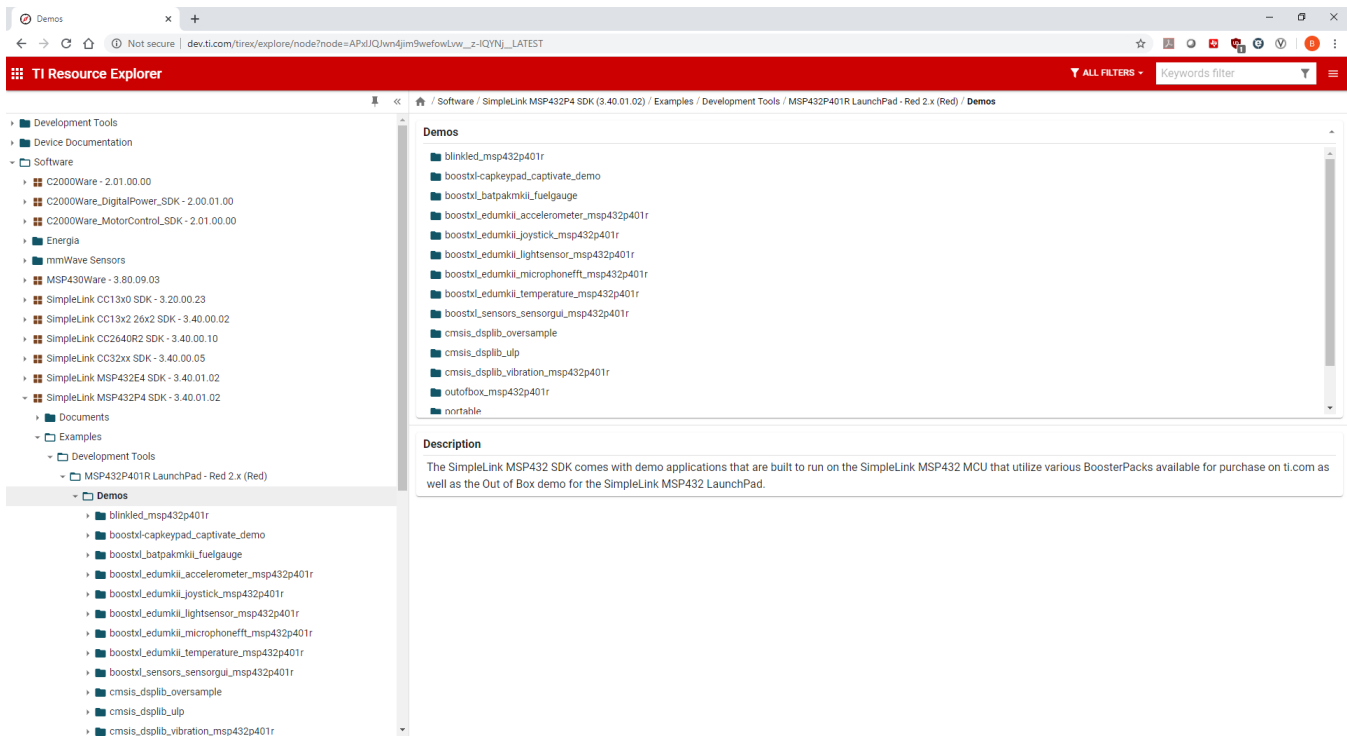 Demos
Not secure | dev.ti.com/tirex/explore/node?node=APxIJQJwn4jim9wefowLvw__z-IQYNj__LATEST
1
B
TI Resource Explorer
ALL FILTERS
Keywords filter
/ Software / SimpleLink MSP432P4 SDK (3.40.01.02) / Examples / Development Tools / MSP432P401R LaunchPad - Red 2.x (Red) / Demos
Development Tools
Device Documentation
Software
C2000Ware - 2.01.00.00
C2000Ware_DigitalPower_SDK - 2.00.01.00
C2000Ware_MotorControl_SDK - 2.01.00.00
Energia
mmWave Sensors
MSP430Ware - 3.80.09.03
SimpleLink CC13x0 SDK - 3.20.00.23
SimpleLink CC13x2 26x2 SDK - 3.40.00.02
SimpleLink CC2640R2 SDK - 3.40.00.10
SimpleLink CC32xx SDK - 3.40.00.05
SimpleLink MSP432E4 SDK - 3.40.01.02
SimpleLink MSP432P4 SDK - 3.40.01.02
Documents
Examples
Development Tools
MSP432P401R LaunchPad - Red 2.x (Red)
Demos
blinkled_msp432p401r
boostxl-capkeypad_captivate_demo
boostxl_batpakmkii_fuelgauge
boostxl_edumkii_accelerometer_msp432p401r
boostxl_edumkii_joystick_msp432p401r
boostxl_edumkii_lightsensor_msp432p401r
boostxl_edumkii_microphonefft_msp432p401r
boostxl_edumkii_temperature_msp432p401r
boostxl_sensors_sensorgui_msp432p401r
cmsis_dsplib_oversample
cmsis_dsplib_ulp
cmsis_dsplib_vibration_msp432p401r
Demos
blinkled_msp432p401r
boostxl-capkeypad_captivate_demo
boostxl_batpakmkii_fuelgauge
boostxl_edumkii_accelerometer_msp432p401r
boostxl_edumkii_joystick_msp432p401r
boostxl_edumkii_lightsensor_msp432p401r
boostxl_edumkii_microphonefft_msp432p401r
boostxl_edumkii_temperature_msp432p401r
boostxl_sensors_sensorgui_msp432p401r
cmsis_dsplib_oversample
cmsis_dsplib_ulp
cmsis_dsplib_vibration_msp432p401r
outofbox_msp432p401r
portable
Description
The SimpleLink MSP432 SDK comes with demo applications that are built to run on the SimpleLink MSP432 MCU that utilize various BoosterPacks available for purchase on ti.com as
well as the Out of Box demo for the SimpleLink MSP432 LaunchPad.